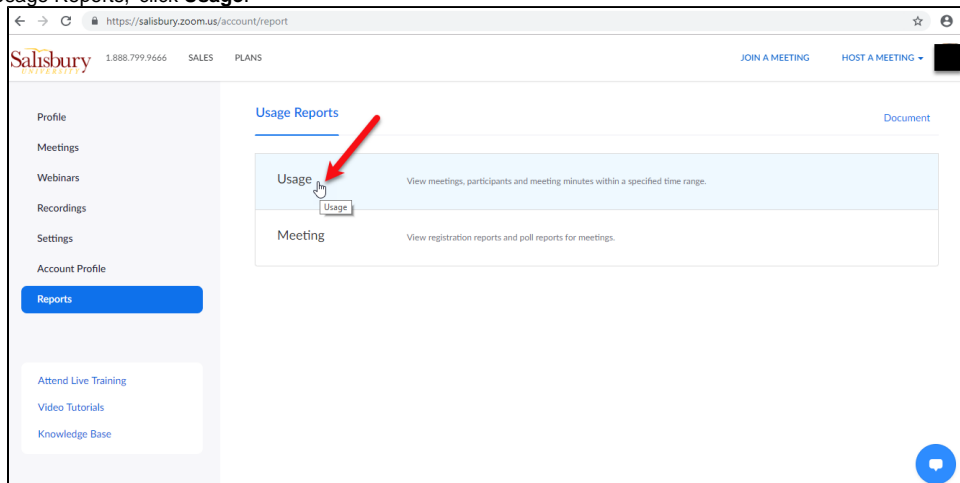 Usage Reports," click Usage.
https://salisbury.zoom.us/account/report
Salisbury
UNIVERSITY
1.888.799.9666 SALES PLANS JOIN A MEETING HOST A MEETING
Profile
Meetings
Webinars
Recordings
Settings
Account Profile
Reports
Attend Live Training
Video Tutorials
Knowledge Base
Usage Reports
Document
Usage
View meetings, participants and meeting minutes within a specified time range.
Usage
Meeting
View registration reports and poll reports for meetings.